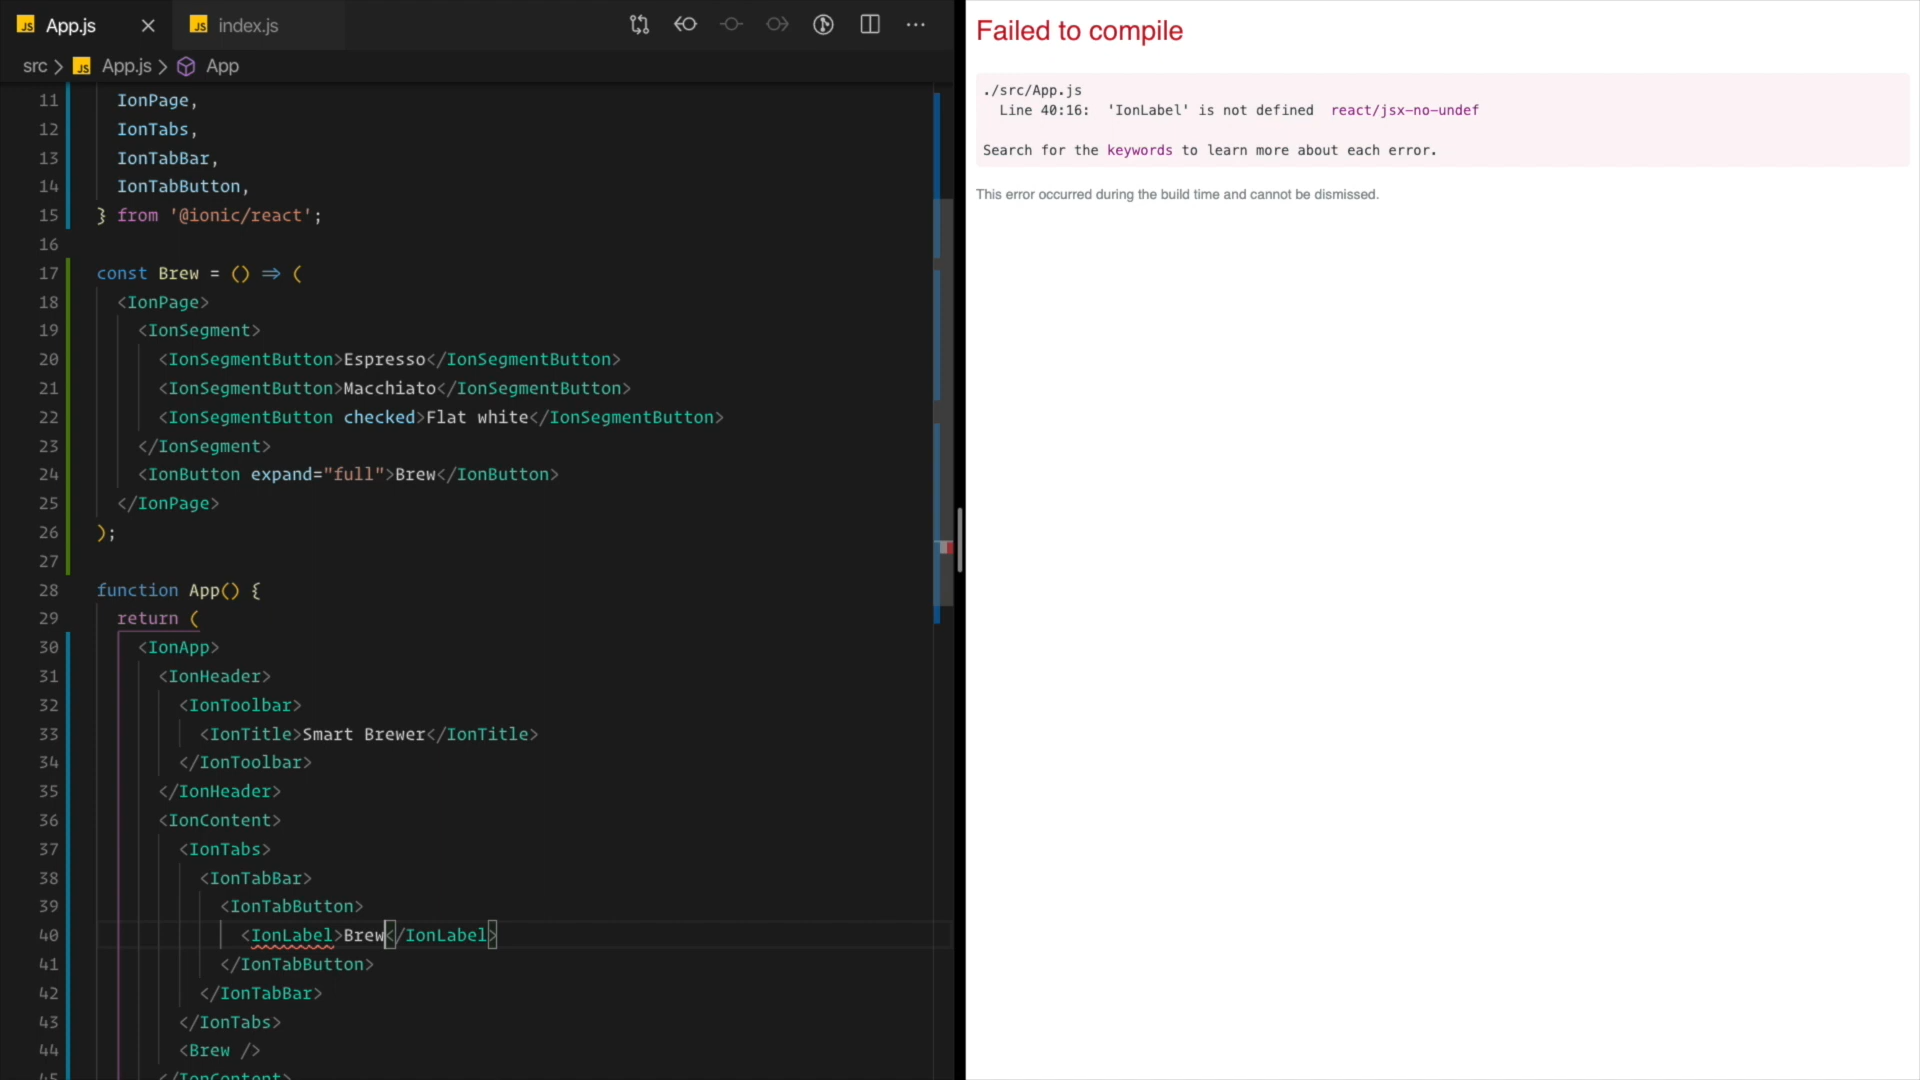 JS App.js
JS index.js
src > JS App.js > App
11 IonPage,
12 IonTabs,
13 IonTabBar,
14 IonTabButton,
15 } from '@ionic/react';
16
17 const Brew = () => (
18 <IonPage>
19 <IonSegment>
20 <IonSegmentButton>Espresso</IonSegmentButton>
21 <IonSegmentButton>Macchiato</IonSegmentButton>
22 <IonSegmentButton checked>Flat white</IonSegmentButton>
23 </IonSegment>
24 <IonButton expand="full">Brew</IonButton>
25 </IonPage>
26 );
27
28 function App() {
29 return (
30 <IonApp>
31 <IonHeader>
32 <IonToolbar>
33 <IonTitle>Smart Brewer</IonTitle>
34 </IonToolbar>
35 </IonHeader>
36 <IonContent>
37 <IonTabs>
38 <IonTabBar>
39 <IonTabButton>
40 <IonLabel>Brew</IonLabel>
41 </IonTabButton>
42 </IonTabBar>
43 </IonTabs>
44 <Brew />
45 </IonContent>
Failed to compile
./src/App.js
Line 40:16: 'IonLabel' is not defined react/jsx-no-undef
Search for the keywords to learn more about each error.
This error occurred during the build time and cannot be dismissed.